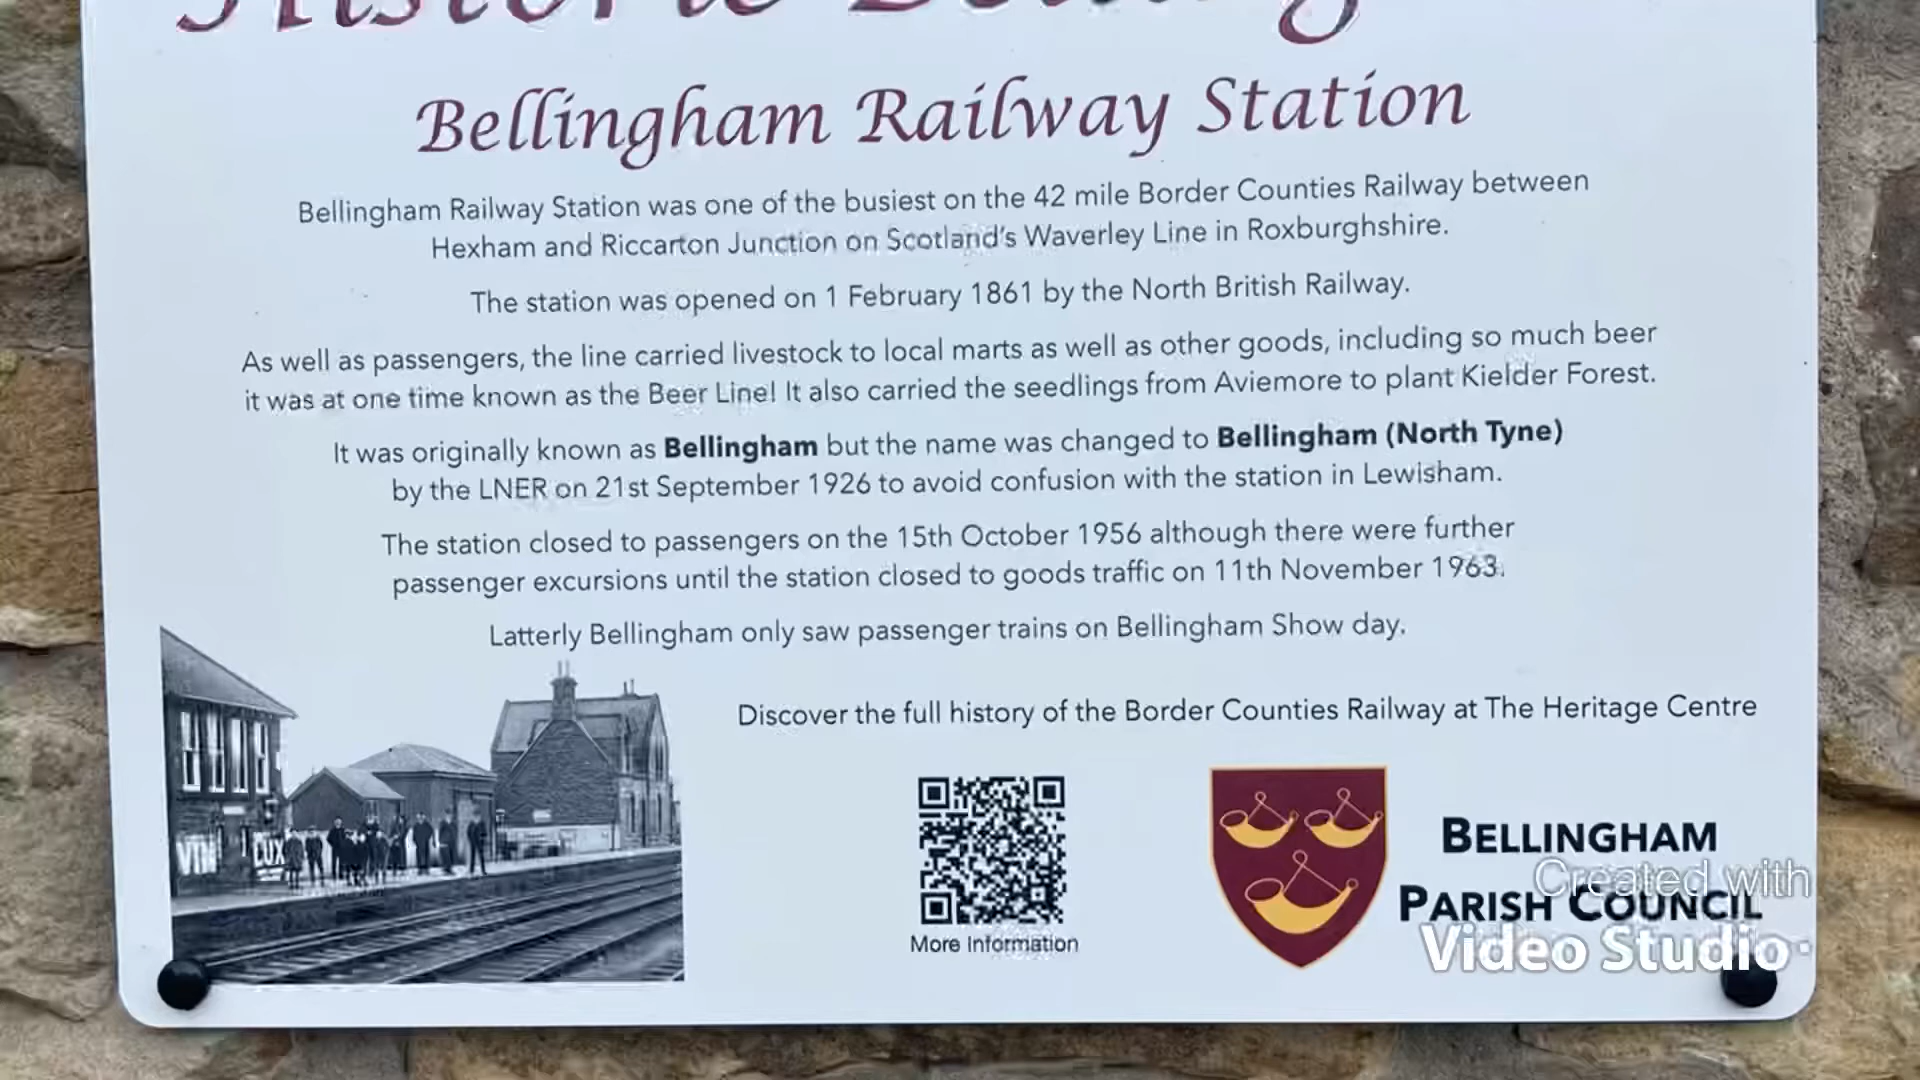 Historic Belling
Bellingham Railway Station
Bellingham Railway Station was one of the busiest on the 42 mile Border Counties Railway between
Hexham and Riccarton Junction on Scotland's Waverley Line in Roxburghshire.
The station was opened on 1 February 1861 by the North British Railway.
As well as passengers, the line carried livestock to local marts as well as other goods, including so much beer
it was at one time known as the Beer Line! It also carried the seedlings from Aviemore to plant Kielder Forest.
It was originally known as Bellingham but the name was changed to Bellingham (North Tyne)
by the LNER on 21st September 1926 to avoid confusion with the station in Lewisham.
The station closed to passengers on the 15th October 1956 although there were further
passenger excursions until the station closed to goods traffic on 11th November 1963.
Latterly Bellingham only saw passenger trains on Bellingham Show day.
Discover the full history of the Border Counties Railway at The Heritage Centre
LUX
More Information
BELLINGHAM
PARISH COUNCIL
Created with
Video Studio